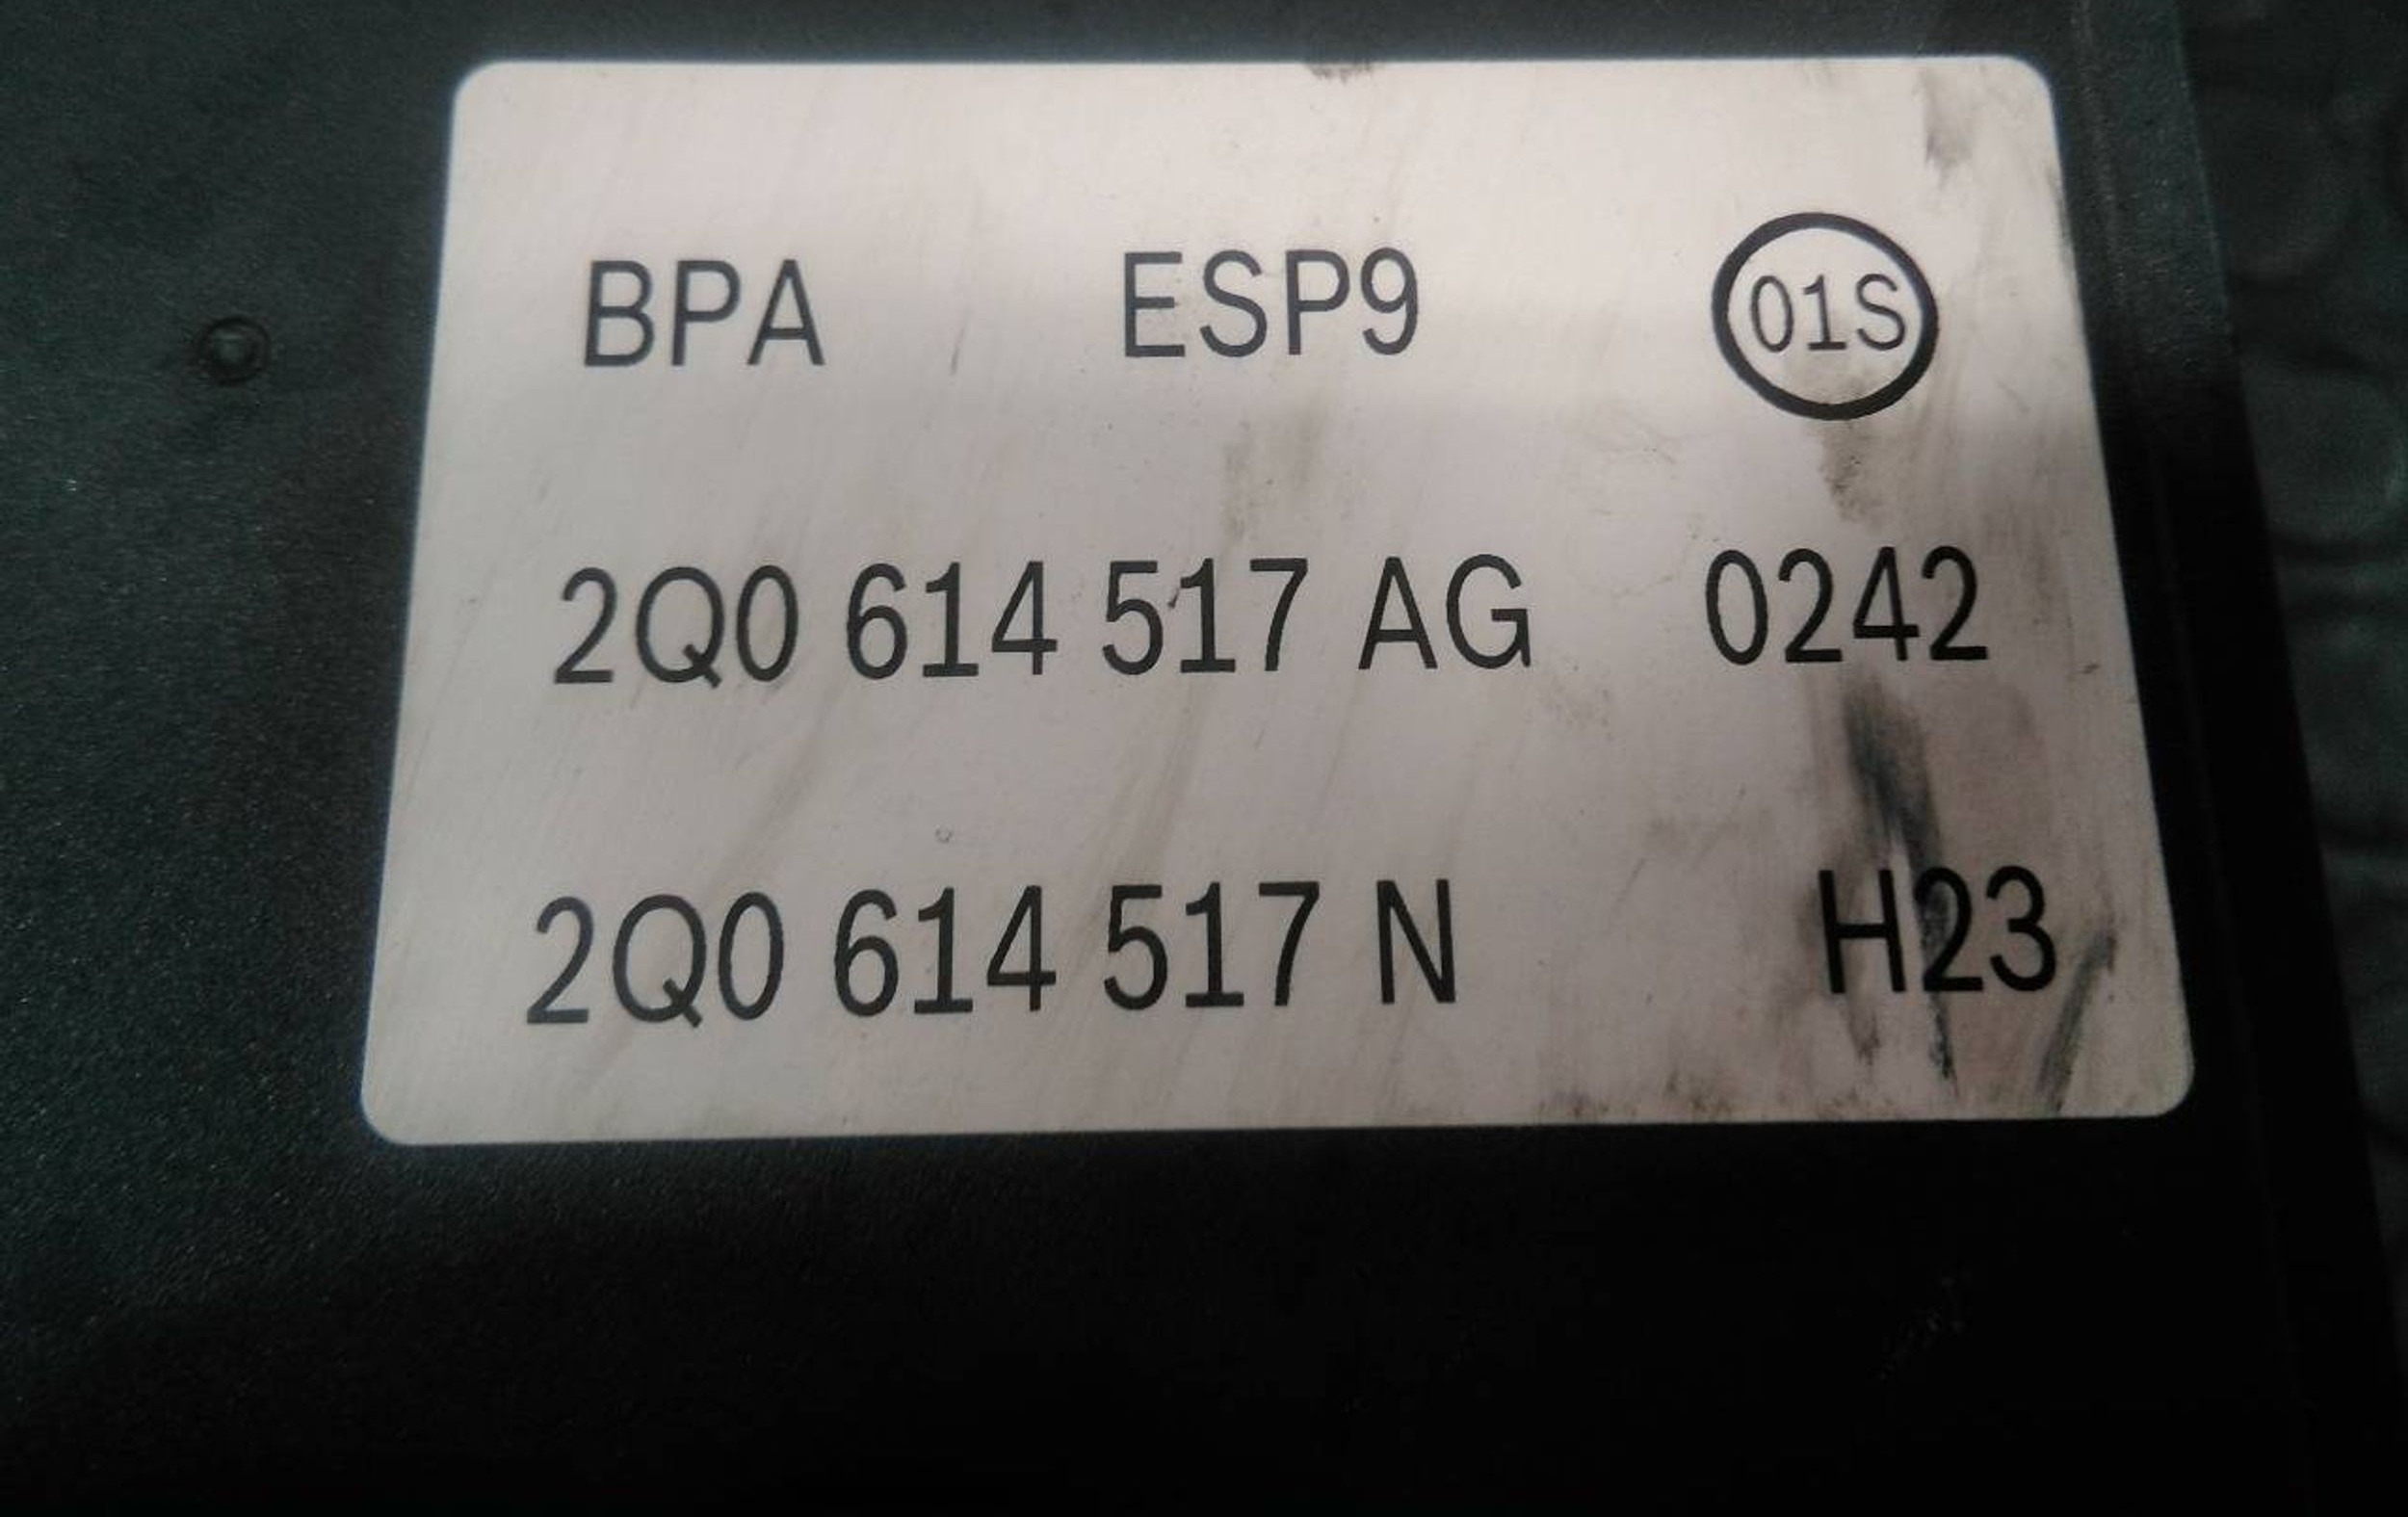 BPA ESP9 01S
2Q0 614 517 AG 0242
2Q0 614 517 N H23